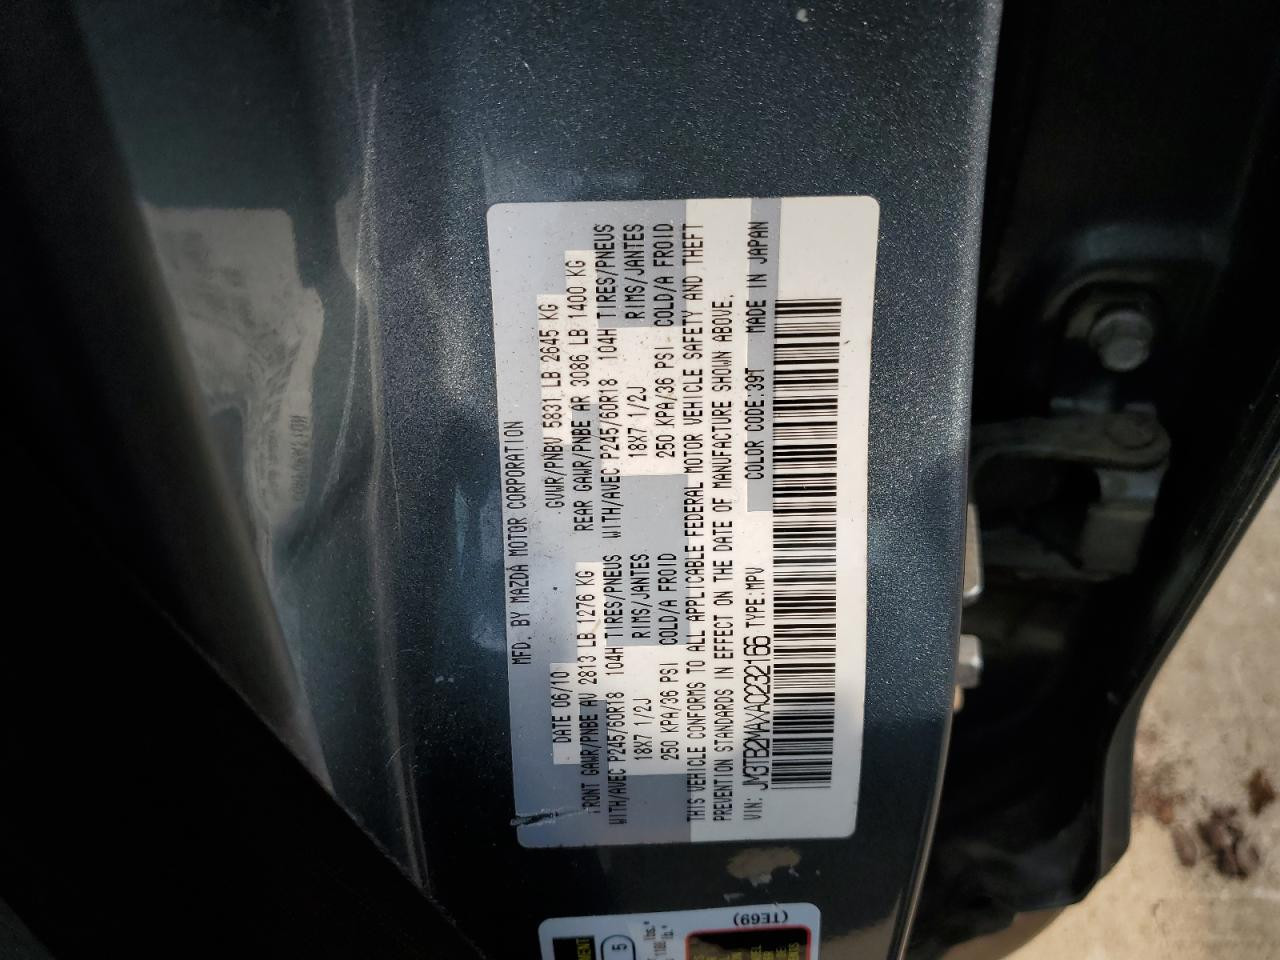 MFD. BY MAZDA MOTOR CORPORATION
DATE 06/10 GVWR/PNBV 5831 LB 2645 KG
FRONT GAWR/PNBE AV 2813 LB 1276 KG REAR GAWR/PNBE AR 3086 LB 1400 KG
WITH/AVEC P245/60R18 104H TIRES/PNEUS WITH/AVEC P245/60R18 104H TIRES/PNEUS
18X7 1/2J RIMS/JANTES 18X7 1/2J RIMS/JANTES
250 KPA/36 PSI COLD/A FROID 250 KPA/36 PSI COLD/A FROID
THIS VEHICLE CONFORMS TO ALL APPLICABLE FEDERAL MOTOR VEHICLE SAFETY AND THEFT
PREVENTION STANDARDS IN EFFECT ON THE DATE OF MANUFACTURE SHOWN ABOVE.
VIN: JM3TB2MAXA0232166 TYPE:MPV COLOR CODE:39T MADE IN JAPAN
(TE69)
5
lbs.*
lb.*